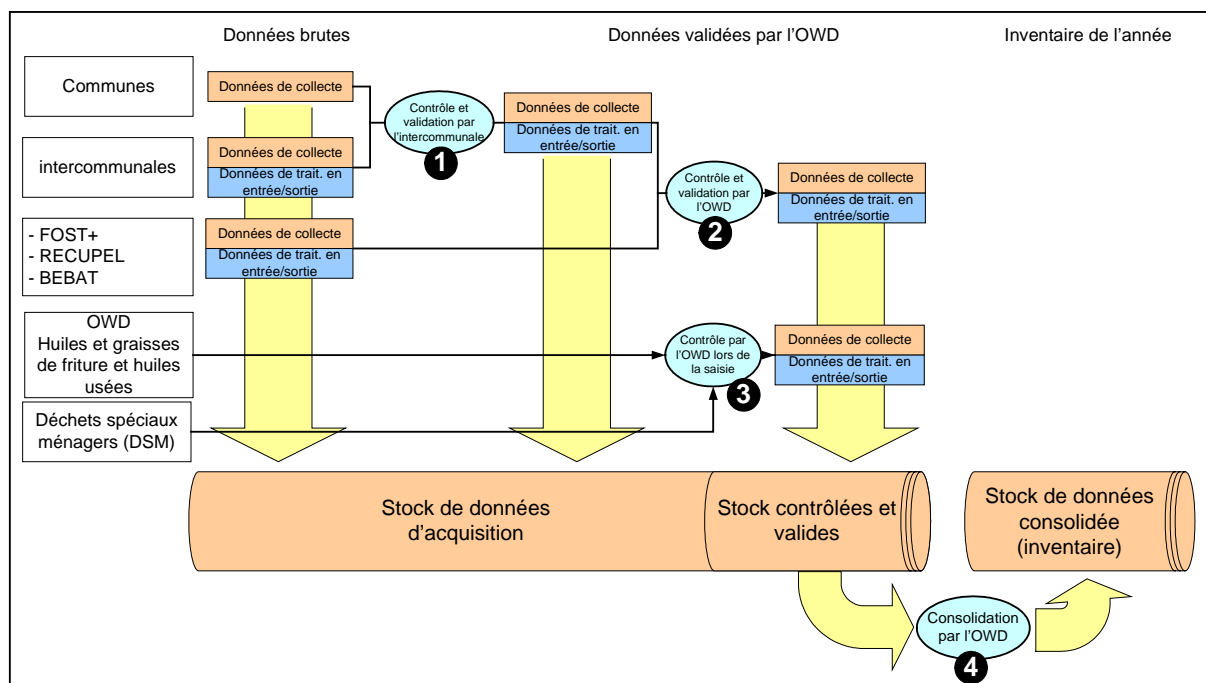 Données brutes
Données validées par l'OWD
Inventaire de l'année
Communes
Données de collecte
Contrôle et
validation par
l'intercommunale
1
Données de collecte
Données de trait. en
entrée/sortie
intercommunales
Données de collecte
Données de trait. en
entrée/sortie
Contrôle et
validation par
l'OWD
2
Données de collecte
Données de trait. en
entrée/sortie
- FOST+
- RECUPEL
- BEBAT
Données de collecte
Données de trait. en
entrée/sortie
OWD
Huiles et graisses
de friture et huiles
usées
Contrôle par
l'OWD lors de
la saisie
3
Données de collecte
Données de trait. en
entrée/sortie
Déchets spéciaux
ménagers (DSM)
Stock de données
d'acquisition
Stock contrôlées et
valides
Stock de données
consolidée
(inventaire)
Consolidation
par l'OWD
4